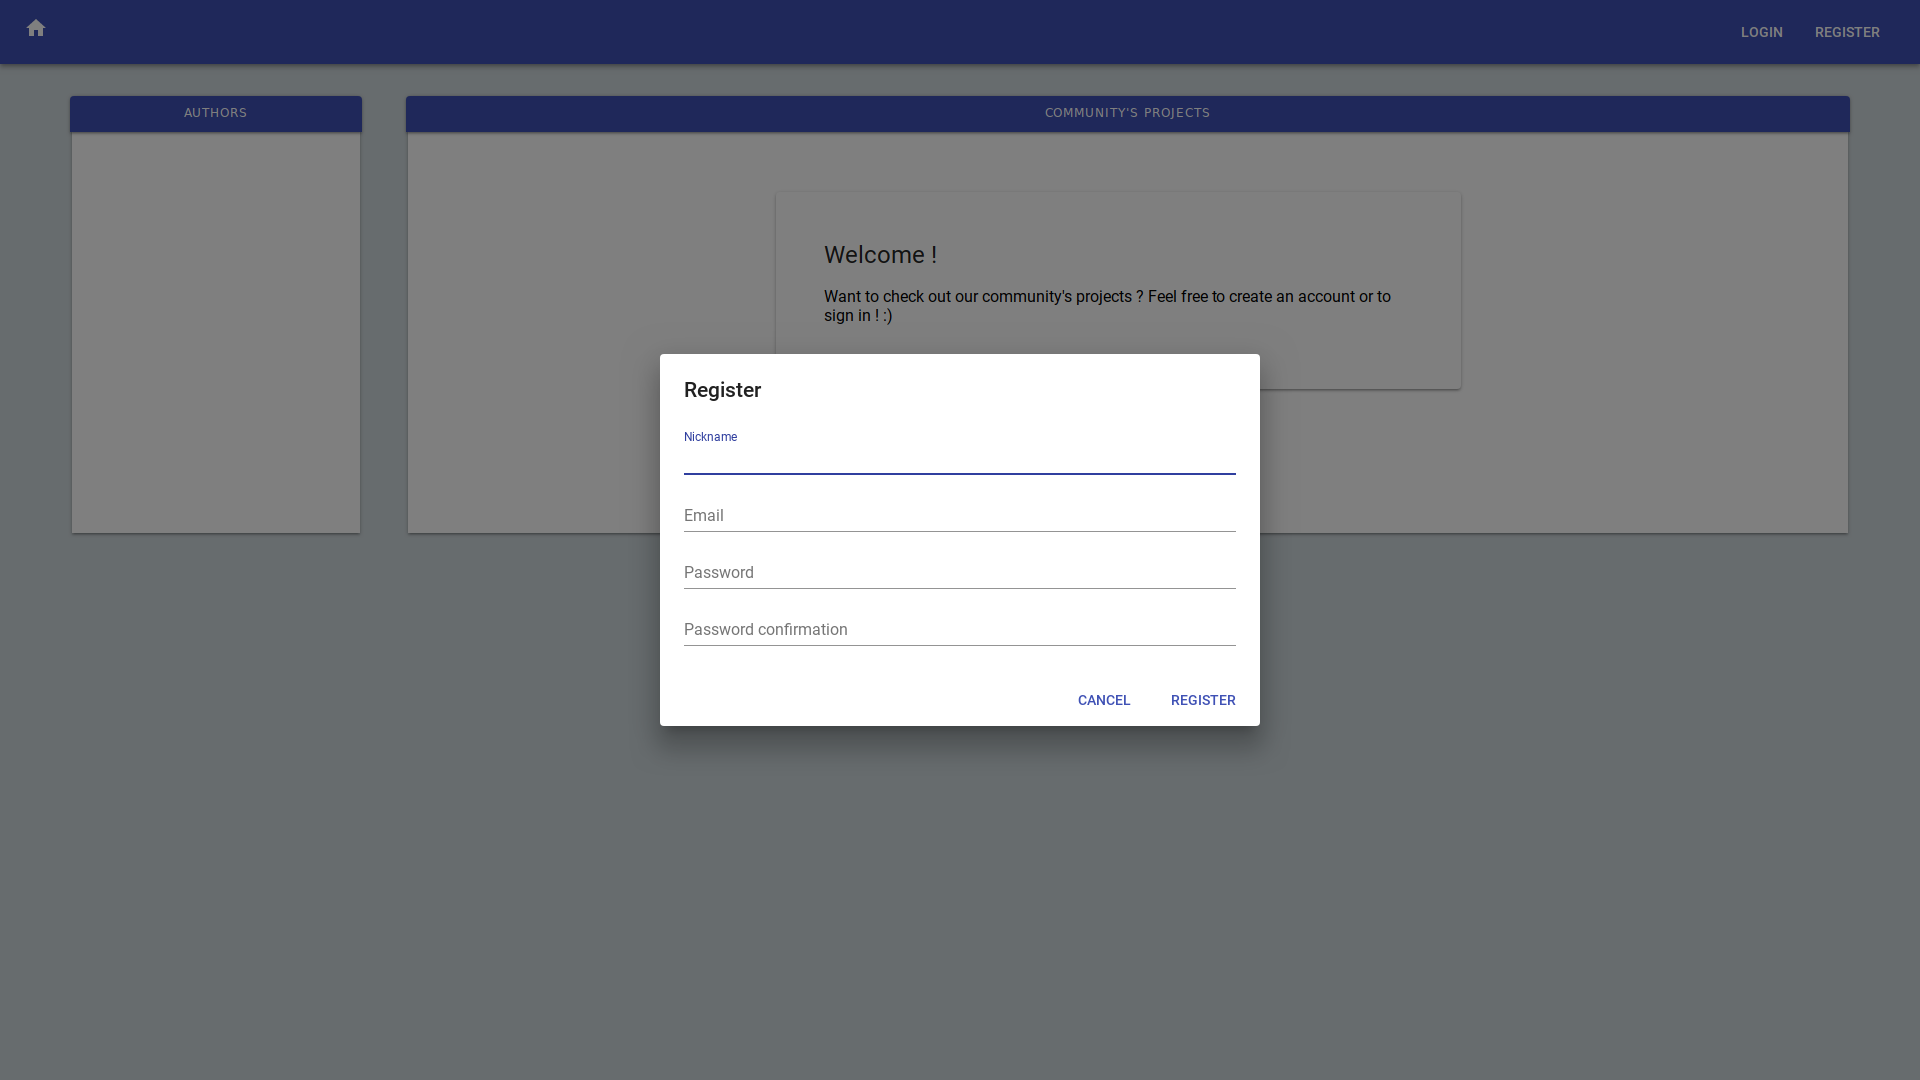 LOGIN
REGISTER
AUTHORS
COMMUNITY'S PROJECTS
Welcome !
Want to check out our community's projects ? Feel free to create an account or to
sign in ! :)
Register
Nickname
Email
Password
Password confirmation
CANCEL
REGISTER